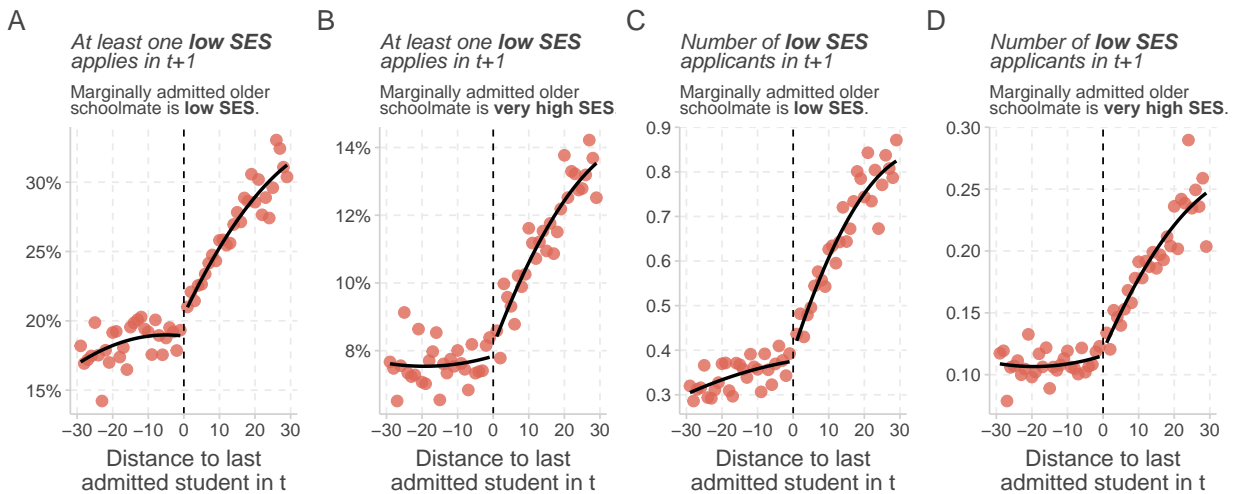 A
At least one low SES
applies in t+1
Marginally admitted older
schoolmate is low SES.
30%
25%
20%
15%
−30 −20 −10 0 10 20 30
Distance to last
admitted student in t
B
At least one low SES
applies in t+1
Marginally admitted older
schoolmate is very high SES
14%
12%
10%
8%
−30 −20 −10 0 10 20 30
Distance to last
admitted student in t
C
Number of low SES
applicants in t+1
Marginally admitted older
schoolmate is low SES.
0.9
0.8
0.7
0.6
0.5
0.4
0.3
−30 −20 −10 0 10 20 30
Distance to last
admitted student in t
D
Number of low SES
applicants in t+1
Marginally admitted older
schoolmate is very high SES.
0.30
0.25
0.20
0.15
0.10
−30 −20 −10 0 10 20 30
Distance to last
admitted student in t